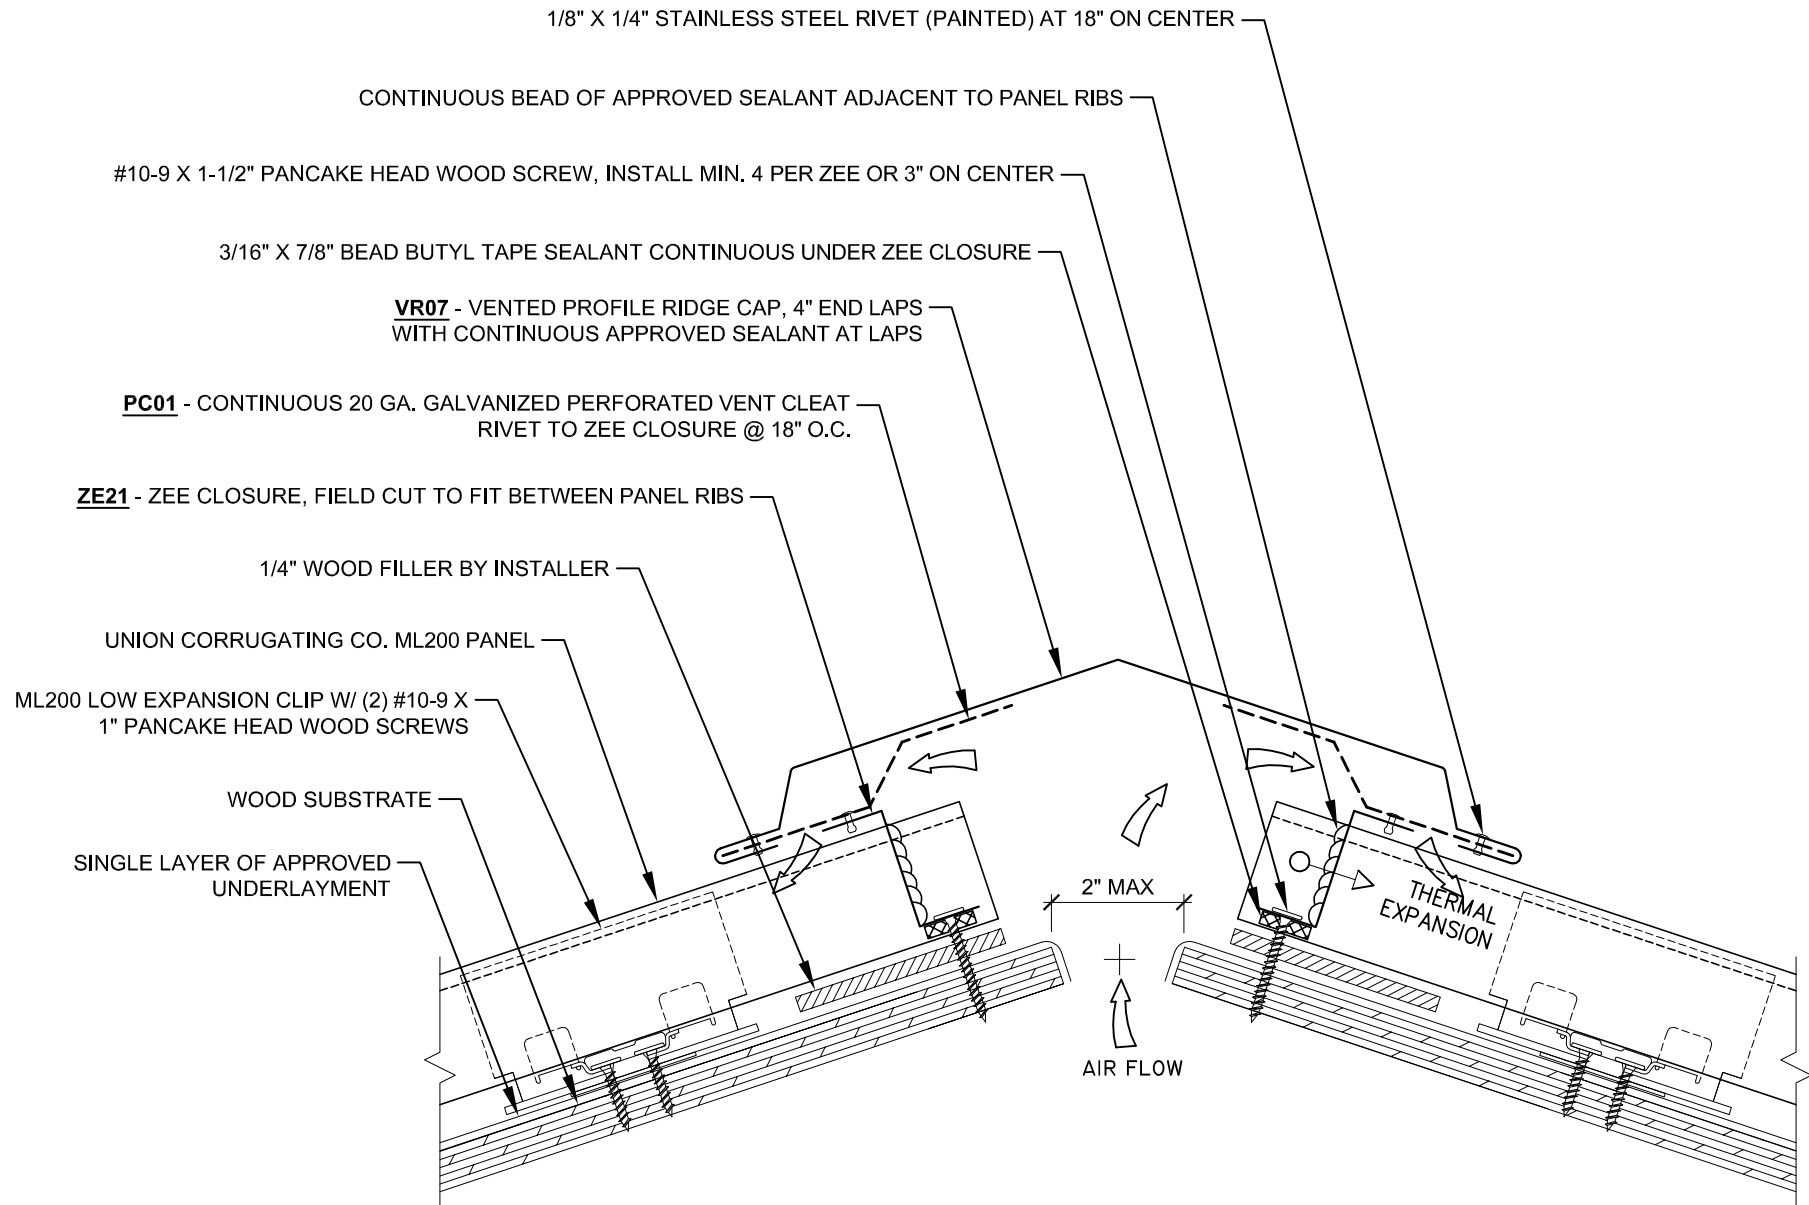 1/8" X 1/4" STAINLESS STEEL RIVET (PAINTED) AT 18" ON CENTER
CONTINUOUS BEAD OF APPROVED SEALANT ADJACENT TO PANEL RIBS
#10-9 X 1-1/2" PANCAKE HEAD WOOD SCREW, INSTALL MIN. 4 PER ZEE OR 3" ON CENTER
3/16" X 7/8" BEAD BUTYL TAPE SEALANT CONTINUOUS UNDER ZEE CLOSURE
VR07 - VENTED PROFILE RIDGE CAP, 4" END LAPS
WITH CONTINUOUS APPROVED SEALANT AT LAPS
PC01 - CONTINUOUS 20 GA. GALVANIZED PERFORATED VENT CLEAT
RIVET TO ZEE CLOSURE @ 18" O.C.
ZE21 - ZEE CLOSURE, FIELD CUT TO FIT BETWEEN PANEL RIBS
1/4" WOOD FILLER BY INSTALLER
UNION CORRUGATING CO. ML200 PANEL
ML200 LOW EXPANSION CLIP W/ (2) #10-9 X
1" PANCAKE HEAD WOOD SCREWS
WOOD SUBSTRATE
SINGLE LAYER OF APPROVED
UNDERLAYMENT
2" MAX
THERMAL
EXPANSION
AIR FLOW